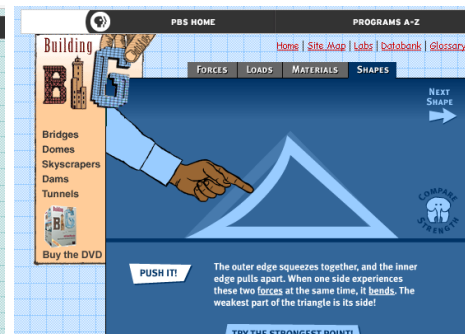 PBS HOME
PROGRAMS A-Z
Building
BIG
Home | Site Map | Labs | Databank | Glossary
FORCES
LOADS
MATERIALS
SHAPES
NEXT
SHAPE
Bridges
Domes
Skyscrapers
Dams
Tunnels
COMPARE
STRENGTH
BIG
Buy the DVD
PUSH IT!
The outer edge squeezes together, and the inner
edge pulls apart. When one side experiences
these two forces at the same time, it bends. The
weakest part of the triangle is its side!
TRY THE STRONGEST POINT!